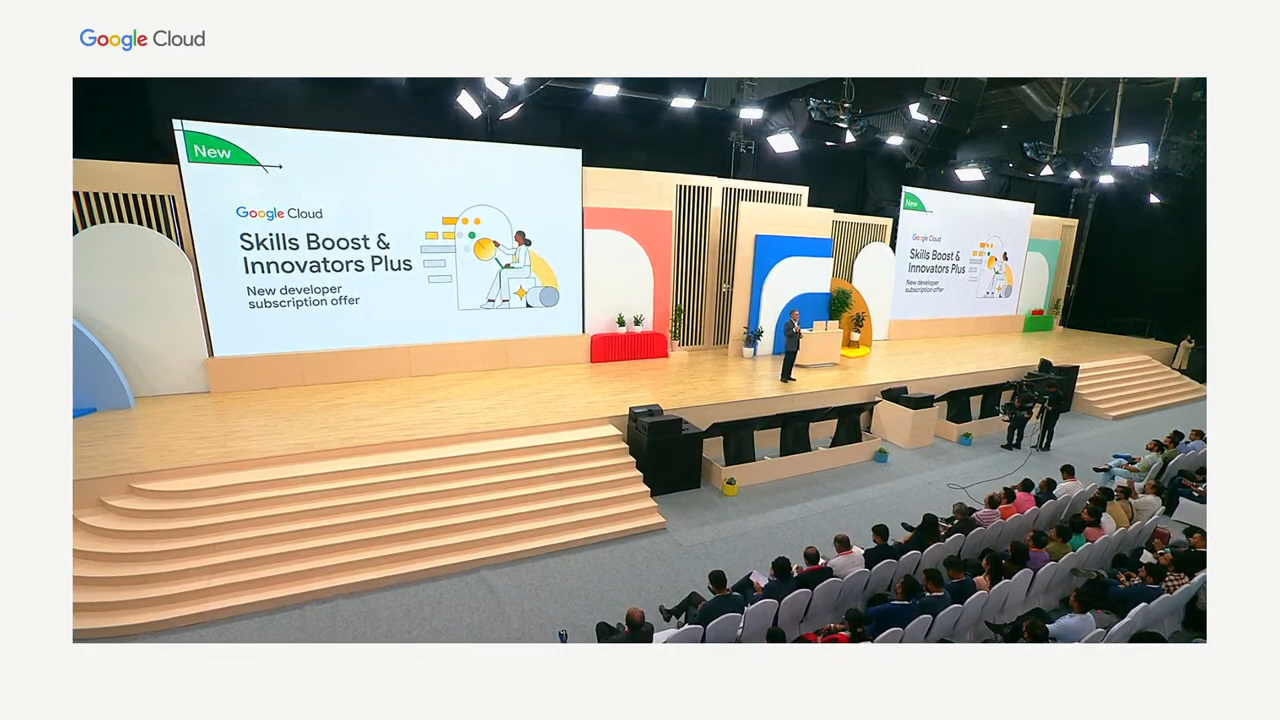 Google Cloud
New
Google Cloud
Skills Boost &
Innovators Plus
New developer
subscription offer
New
Google Cloud
Skills Boost &
Innovators Plus
New developer
subscription offer